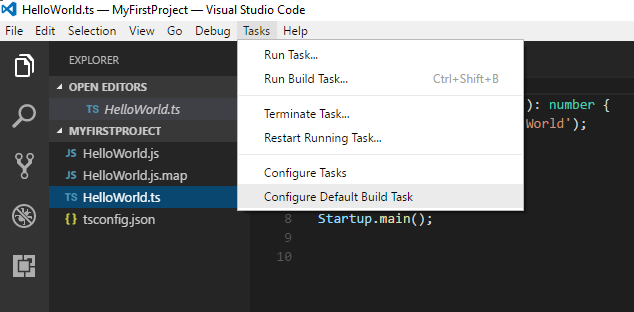 HelloWorld.ts — MyFirstProject — Visual Studio Code
File Edit Selection View Go Debug Tasks Help
EXPLORER
OPEN EDITORS
TS HelloWorld.ts
MYFIRSTPROJECT
JS HelloWorld.js
JS HelloWorld.js.map
TS HelloWorld.ts
{ } tsconfig.json
Run Task...
Run Build Task... Ctrl+Shift+B
Terminate Task...
Restart Running Task...
Configure Tasks
Configure Default Build Task
): number {
World');
8 Startup.main();
9
10